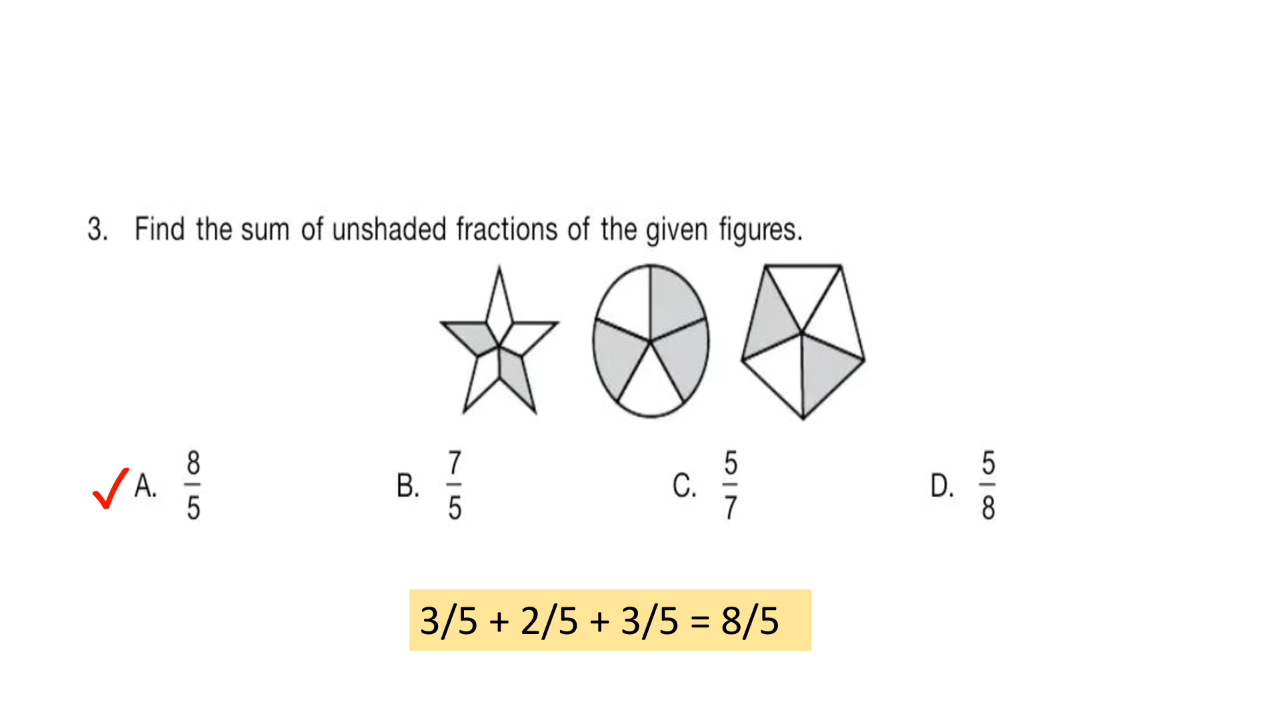 3. Find the sum of unshaded fractions of the given figures.
A. 8/5 B. 7/5 C. 5/7 D. 5/8
3/5 + 2/5 + 3/5 = 8/5